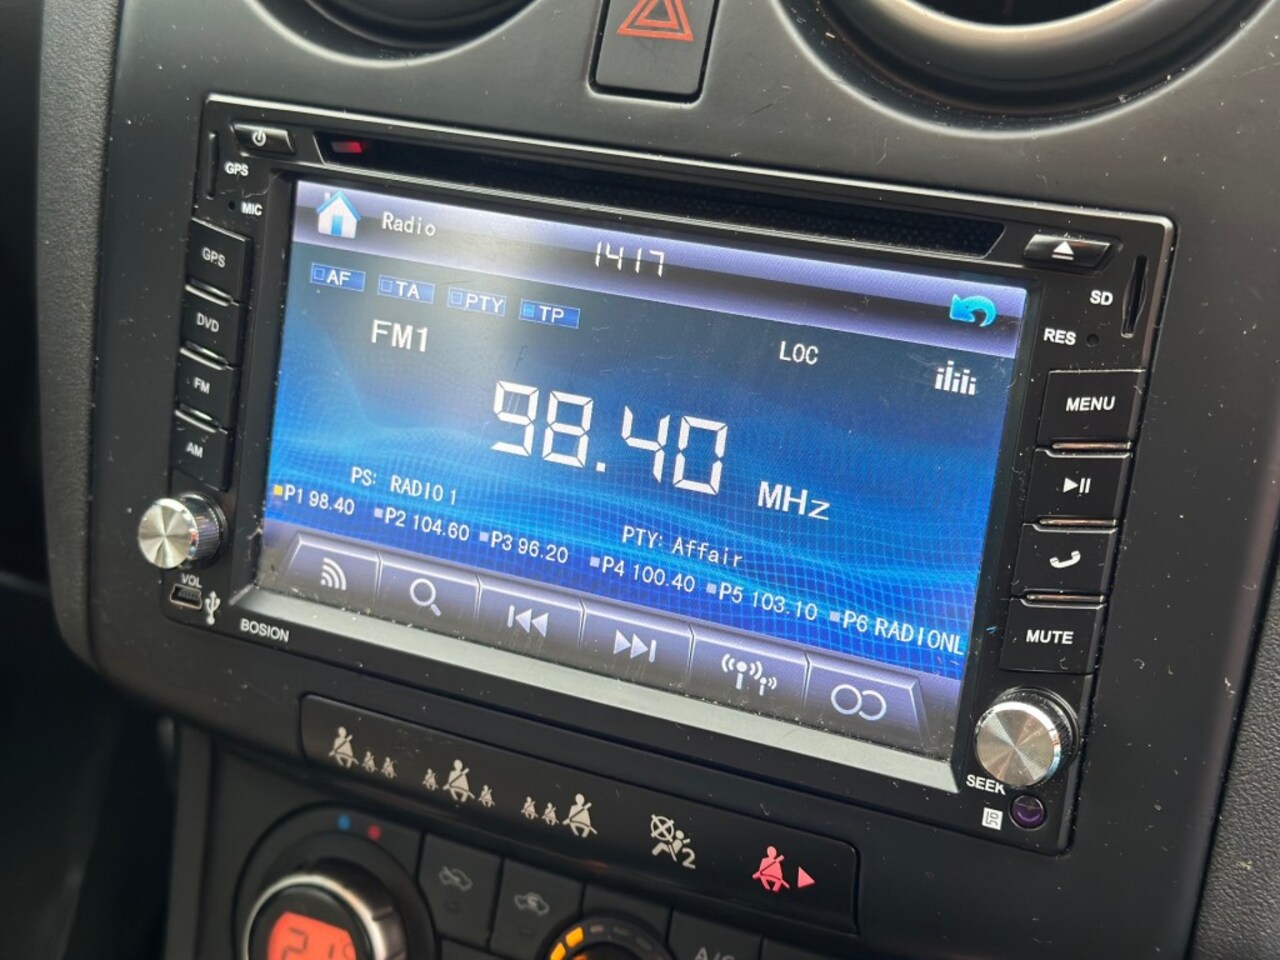 GPS
MIC
GPS
DVD
FM
AM
VOL
BOSION
Radio
1417
AF TA PTY TP
FM1
LOC
98.40 MHz
PS: RADIO 1
PTY: Affair
P1 98.40 P2 104.60 P3 96.20 P4 100.40 P5 103.10 P6 RADIONL
SD
RES
MENU
MUTE
SEEK
2
21°
A/C